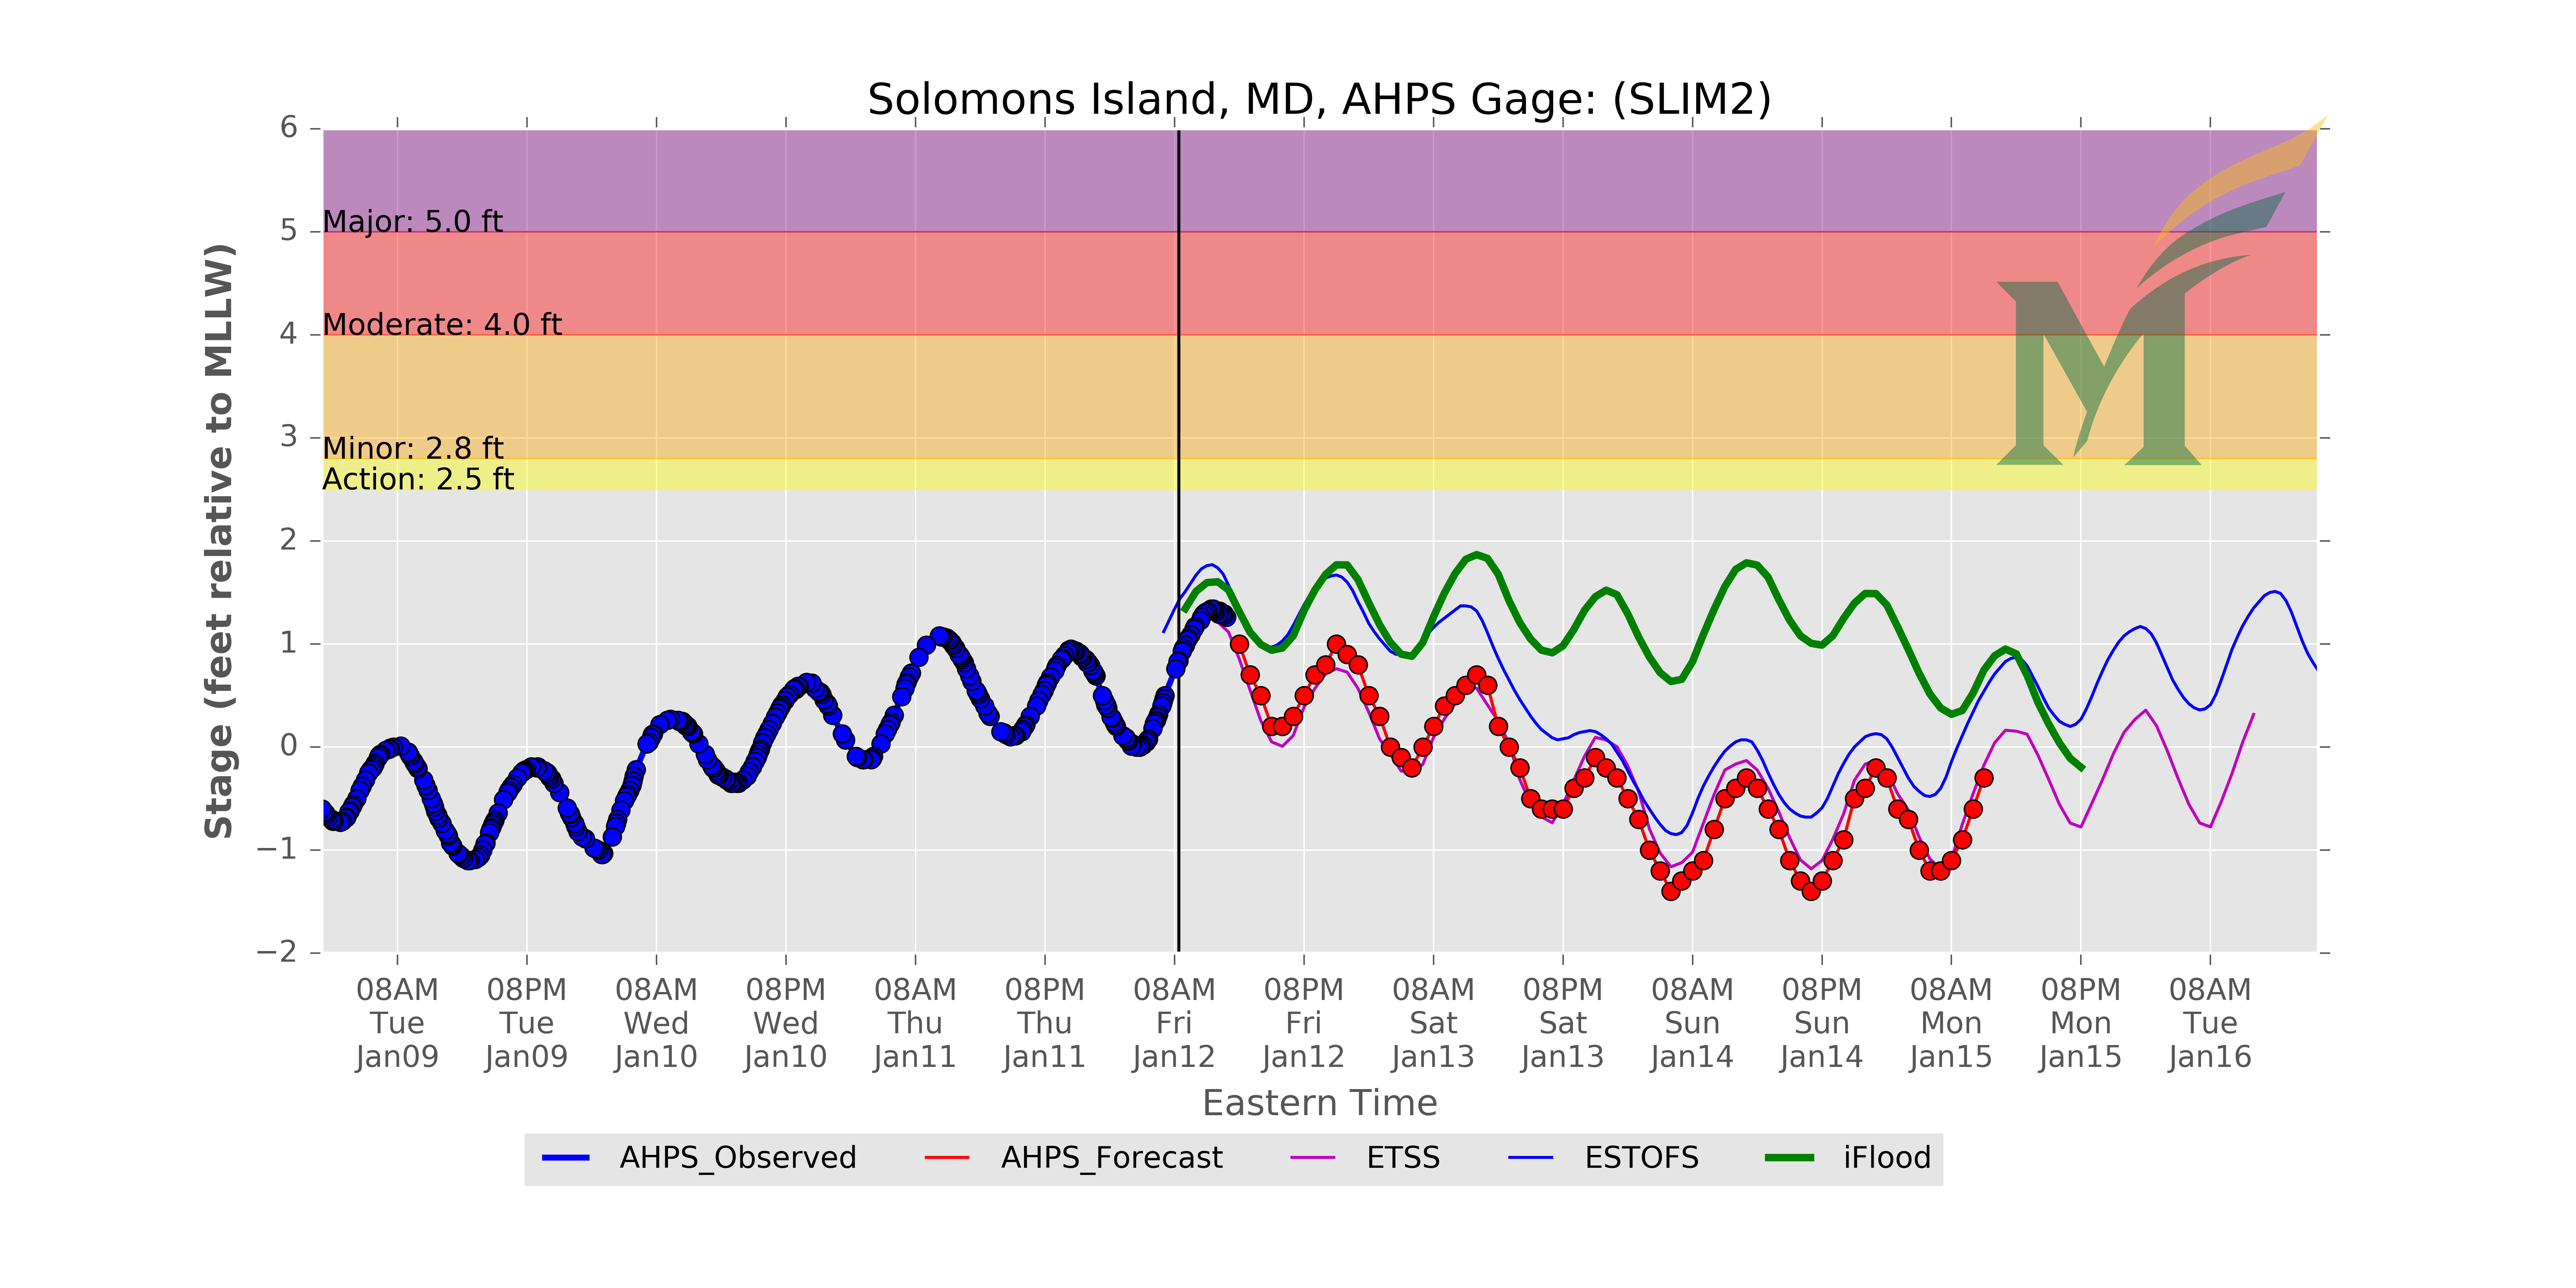 Solomons Island, MD, AHPS Gage: (SLIM2)
Stage (feet relative to MLLW)
6
5
4
3
2
1
0
−1
−2
Major: 5.0 ft
Moderate: 4.0 ft
Minor: 2.8 ft
Action: 2.5 ft
M
08AM 08PM 08AM 08PM 08AM 08PM 08AM 08PM 08AM 08PM 08AM 08PM 08AM 08PM 08AM
Tue Tue Wed Wed Thu Thu Fri Fri Sat Sat Sun Sun Mon Mon Tue
Jan09 Jan09 Jan10 Jan10 Jan11 Jan11 Jan12 Jan12 Jan13 Jan13 Jan14 Jan14 Jan15 Jan15 Jan16
Eastern Time
AHPS_Observed AHPS_Forecast ETSS ESTOFS iFlood